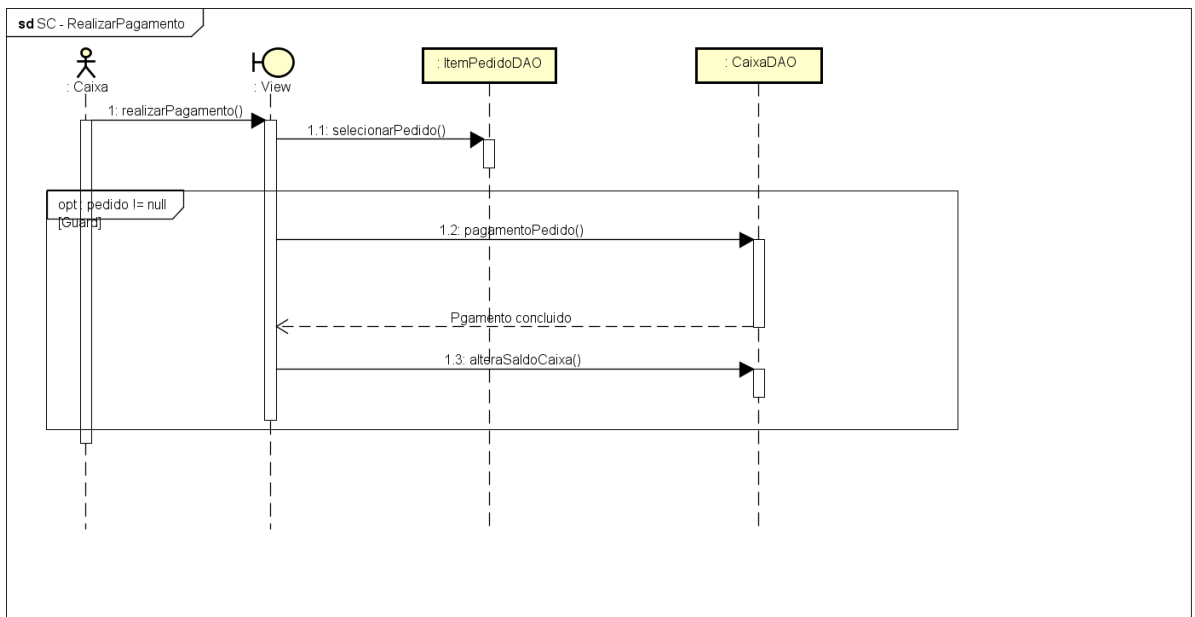 sd SC - RealizarPagamento
: Caixa
: View
: ItemPedidoDAO
: CaixaDAO
1: realizarPagamento()
1.1: selecionarPedido()
opt : pedido != null
[Guard]
1.2: pagamentoPedido()
Pgamento concluido
1.3: alteraSaldoCaixa()